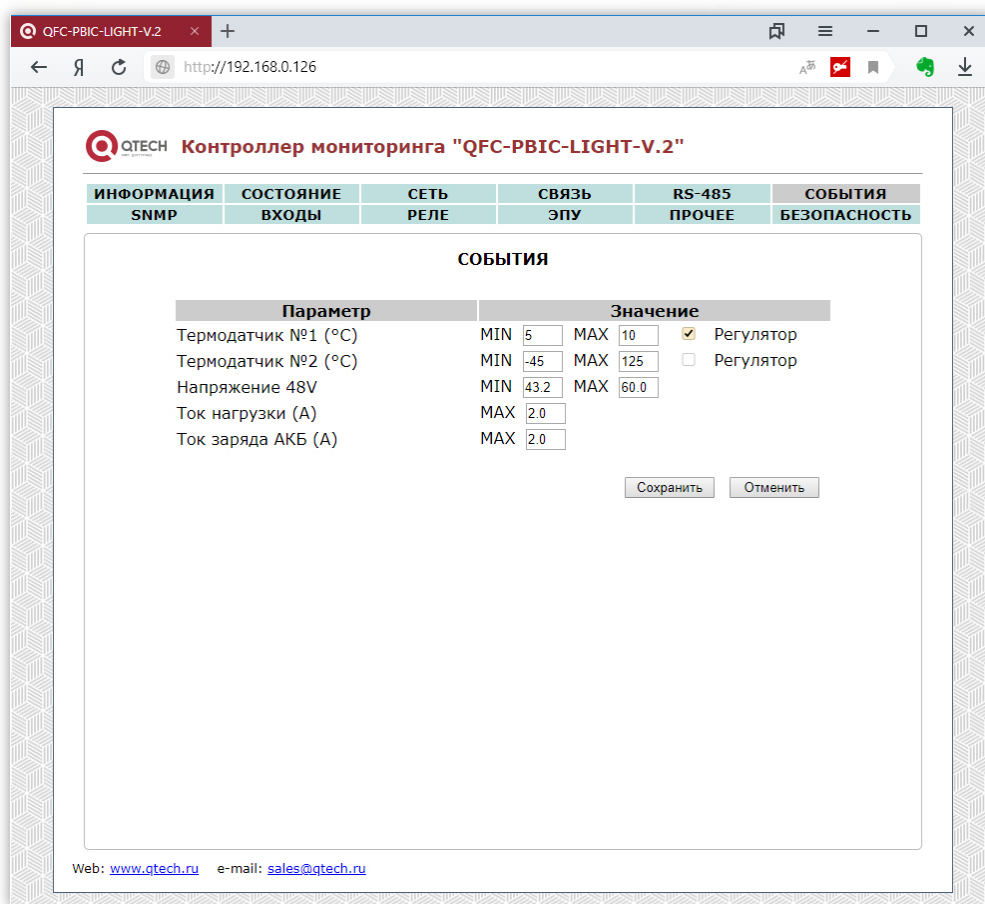 QFC-PBIC-LIGHT-V.2
http://192.168.0.126
QTECH Контроллер мониторинга "QFC-PBIC-LIGHT-V.2"
ИНФОРМАЦИЯ СОСТОЯНИЕ СЕТЬ СВЯЗЬ RS-485 СОБЫТИЯ
SNMP ВХОДЫ РЕЛЕ ЭПУ ПРОЧЕЕ БЕЗОПАСНОСТЬ
СОБЫТИЯ
Параметр Значение
Термодатчик №1 (°C) MIN 5 MAX 10 Регулятор
Термодатчик №2 (°C) MIN -45 MAX 125 Регулятор
Напряжение 48V MIN 43.2 MAX 60.0
Ток нагрузки (А) MAX 2.0
Ток заряда АКБ (А) MAX 2.0
Сохранить Отменить
Web: www.qtech.ru e-mail: sales@qtech.ru